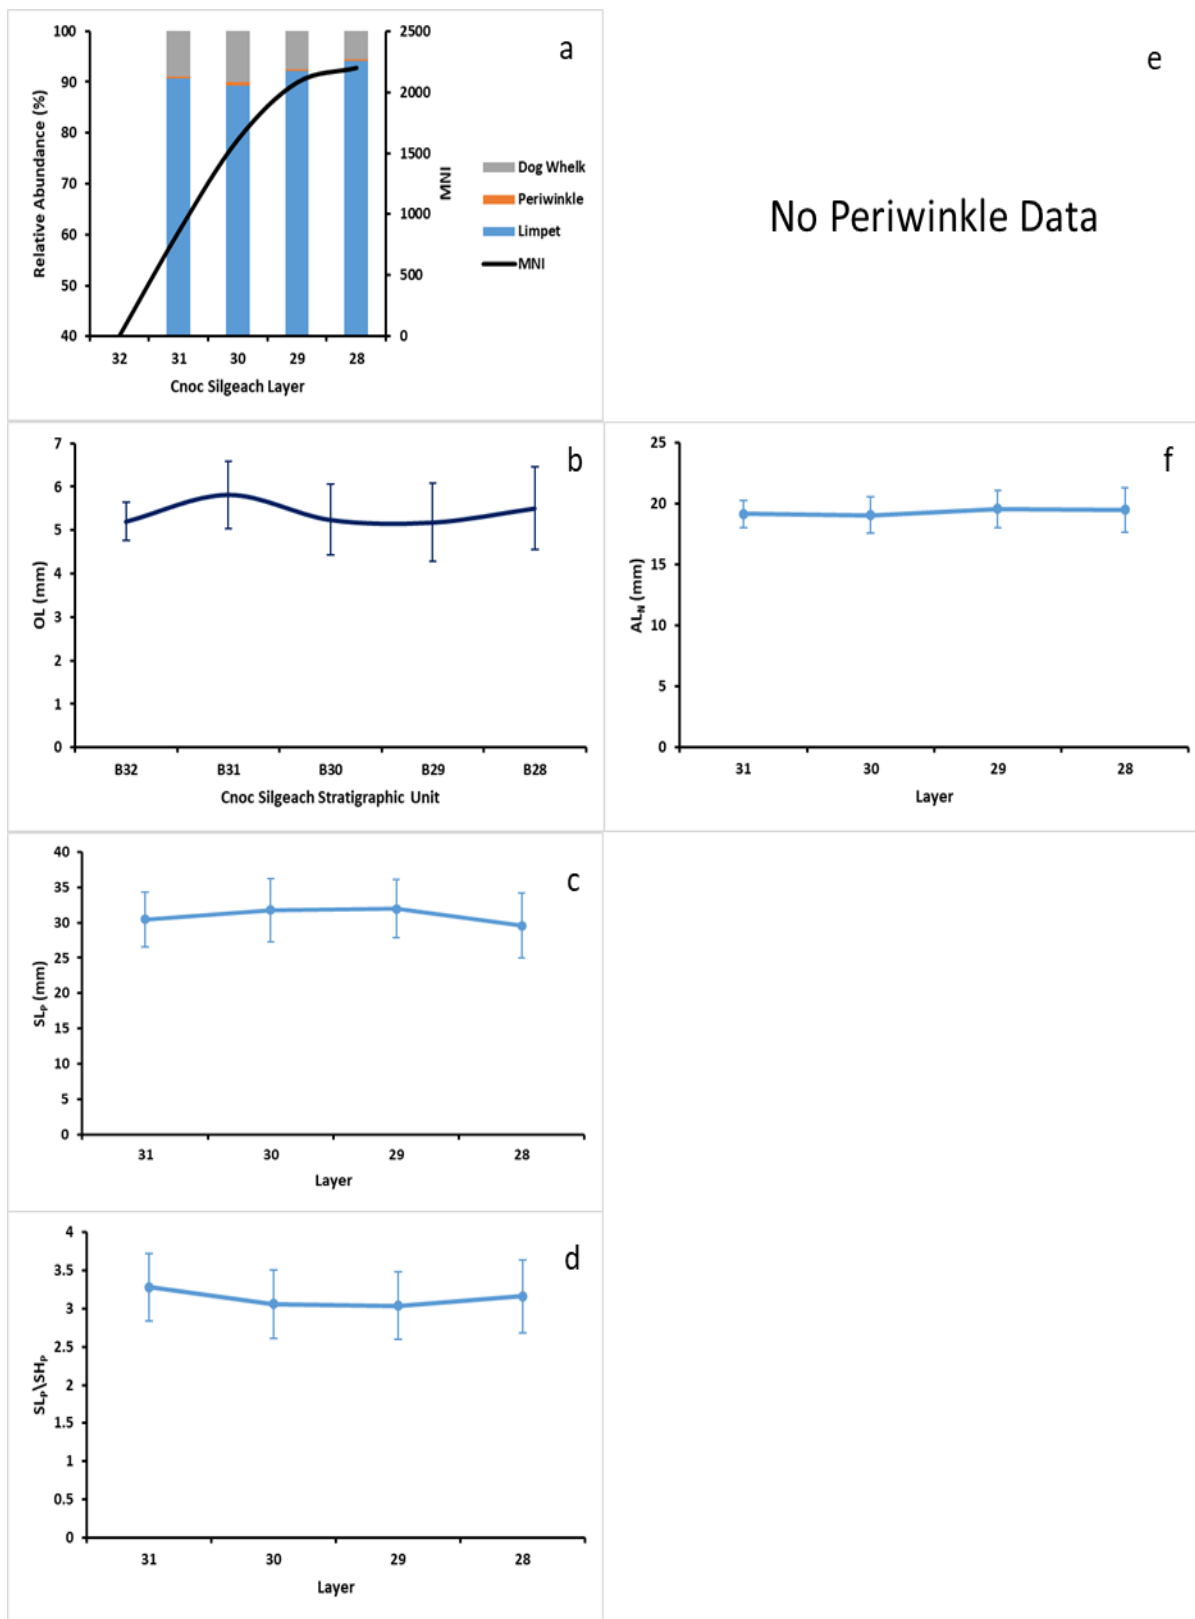 a
100
90
80
70
60
50
40
Relative Abundance (%)
2500
2000
1500
1000
500
0
MNI
Dog Whelk
Periwinkle
Limpet
MNI
32 31 30 29 28
Cnoc Silgeach Layer
e
No Periwinkle Data
b
7
6
5
4
3
2
1
0
OL (mm)
B32 B31 B30 B29 B28
Cnoc Silgeach Stratigraphic Unit
f
25
20
15
10
5
0
ALN (mm)
31 30 29 28
Layer
c
40
35
30
25
20
15
10
5
0
SLP (mm)
31 30 29 28
Layer
d
4
3.5
3
2.5
2
1.5
1
0.5
0
SLP\SHP
31 30 29 28
Layer